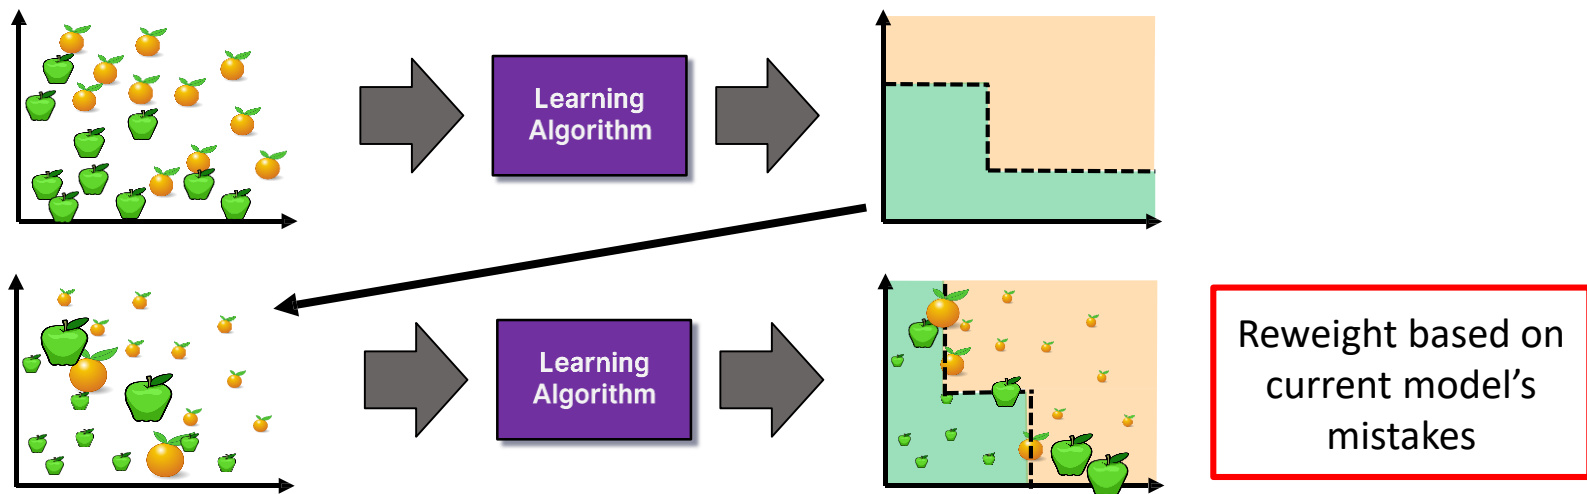 Learning
Algorithm
Learning
Algorithm
Reweight based on
current model’s
mistakes